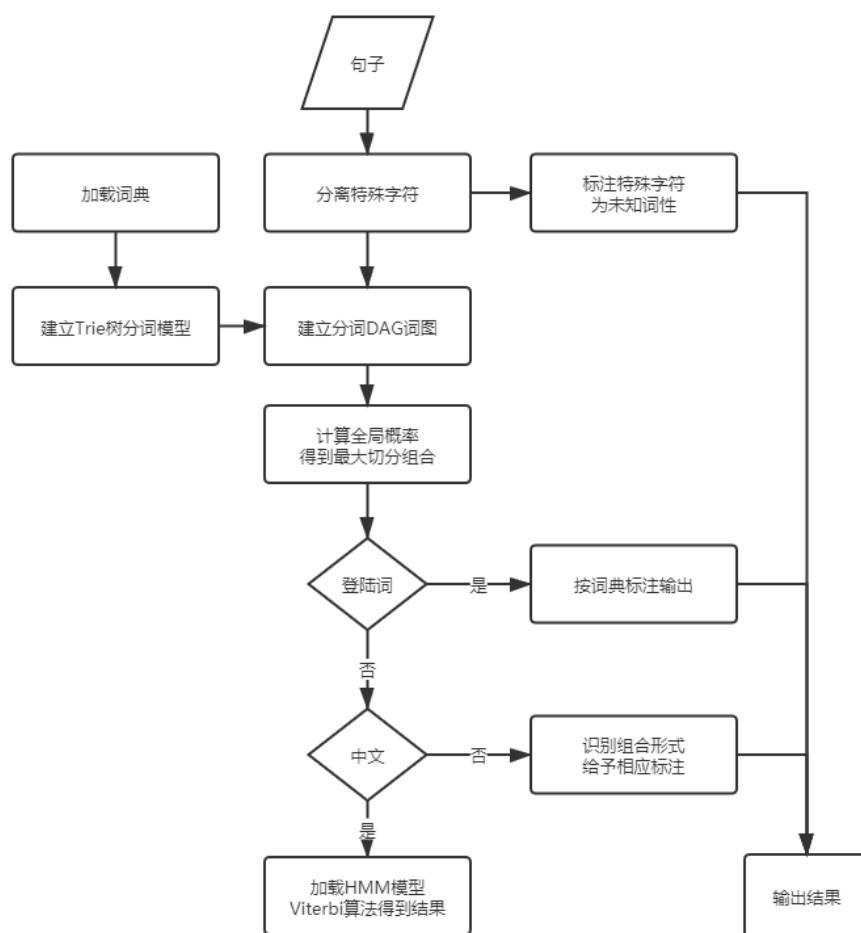 句子
加载词典
分离特殊字符
标注特殊字符
为未知词性
建立Trie树分词模型
建立分词DAG词图
计算全局概率
得到最大切分组合
登陆词
是
按词典标注输出
否
中文
否
识别组合形式
给予相应标注
是
加载HMM模型
Viterbi算法得到结果
输出结果